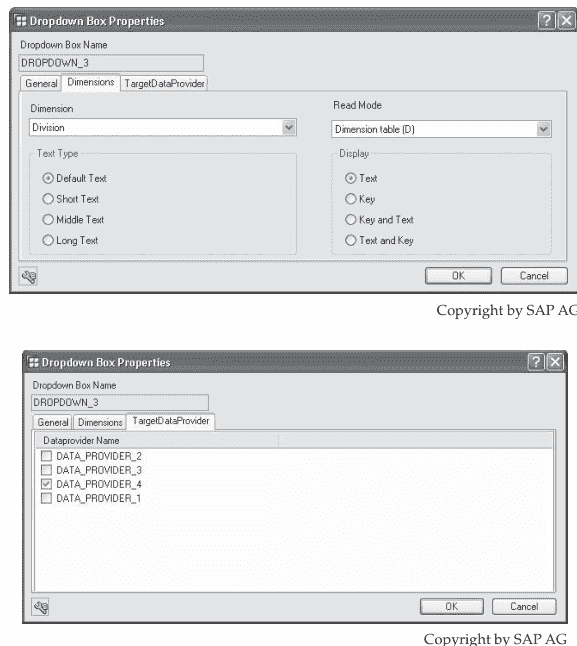 Dropdown Box Properties
Dropdown Box Name
DROPDOWN_3
General Dimensions TargetDataProvider
Dimension Read Mode
Division Dimension table (D)
Text Type Display
Default Text Text
Short Text Key
Middle Text Key and Text
Long Text Text and Key
OK Cancel
Copyright by SAP AG
Dropdown Box Properties
Dropdown Box Name
DROPDOWN_3
General Dimensions TargetDataProvider
Dataprovider Name
DATA_PROVIDER_2
DATA_PROVIDER_3
DATA_PROVIDER_4
DATA_PROVIDER_1
OK Cancel
Copyright by SAP AG